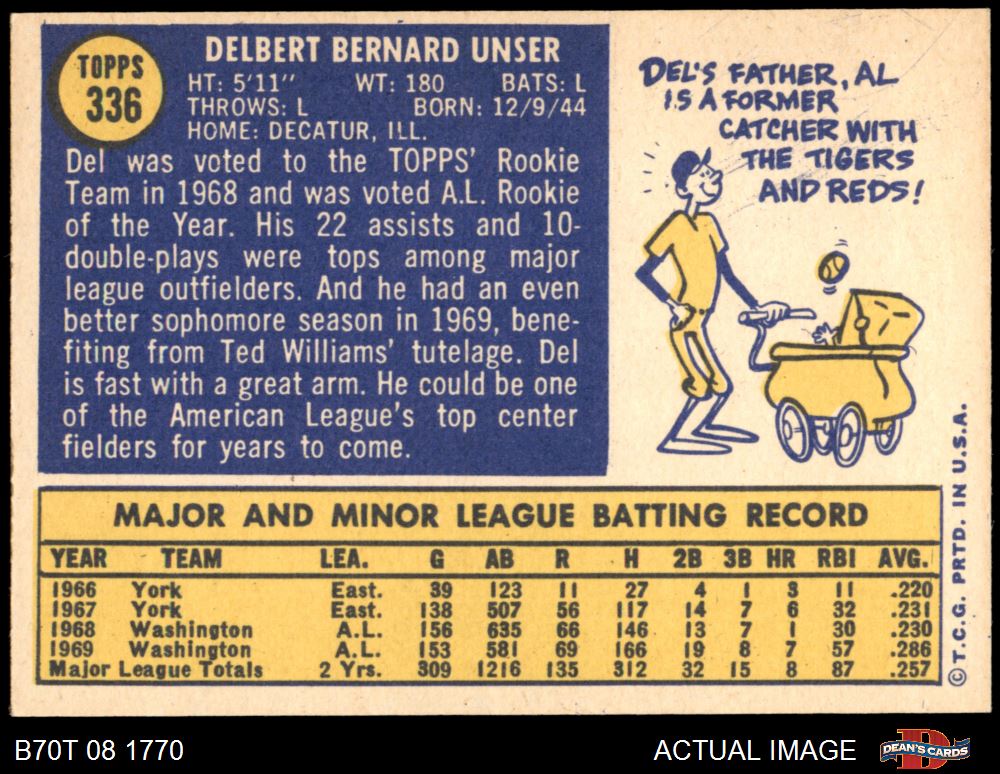 TOPPS
336
DELBERT BERNARD UNSER
HT: 5'11" WT: 180 BATS: L
THROWS: L BORN: 12/9/44
HOME: DECATUR, ILL.
Del was voted to the TOPPS' Rookie
Team in 1968 and was voted A.L. Rookie
of the Year. His 22 assists and 10-
double-plays were tops among major
league outfielders. And he had an even
better sophomore season in 1969, bene-
fiting from Ted Williams' tutelage. Del
is fast with a great arm. He could be one
of the American League's top center
fielders for years to come.
DEL'S FATHER, AL
IS A FORMER
CATCHER WITH
THE TIGERS
AND REDS!
MAJOR AND MINOR LEAGUE BATTING RECORD
YEAR TEAM LEA. G AB R H 2B 3B HR RBI AVG.
1966 York East. 39 123 11 27 4 1 3 11 .220
1967 York East. 138 507 56 117 14 7 6 32 .231
1968 Washington A.L. 156 635 66 146 13 7 1 30 .230
1969 Washington A.L. 153 581 69 166 19 8 7 57 .286
Major League Totals 2 Yrs. 309 1216 135 312 32 15 8 87 .257
© T.C.G. PRTD. IN U.S.A.
B70T 08 1770 ACTUAL IMAGE
DEAN'S CARDS